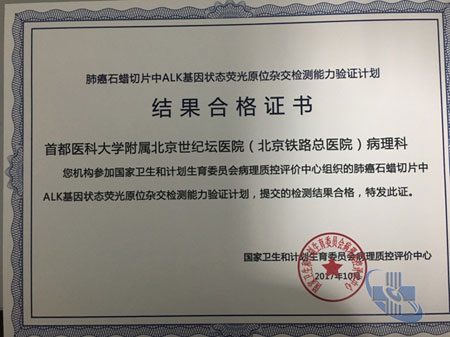 肺癌石蜡切片中ALK基因状态荧光原位杂交检测能力验证计划
结果合格证书
首都医科大学附属北京世纪坛医院（北京铁路总医院）病理科
您机构参加国家卫生和计划生育委员会病理质控评价中心组织的肺癌石蜡切片中
ALK基因状态荧光原位杂交检测能力验证计划，提交的检测结果合格，特发此证。
国家卫生和计划生育委员会病理质控评价中心
2017年10月